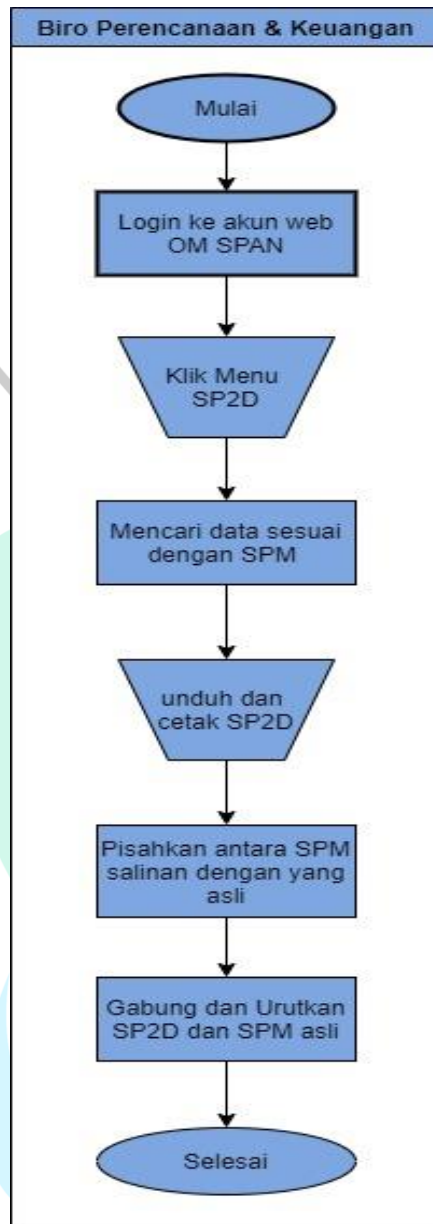 Biro Perencanaan & Keuangan
Mulai
Login ke akun web
OM SPAN
Klik Menu
SP2D
Mencari data sesuai
dengan SPM
unduh dan
cetak SP2D
Pisahkan antara SPM
salinan dengan yang
asli
Gabung dan Urutkan
SP2D dan SPM asli
Selesai